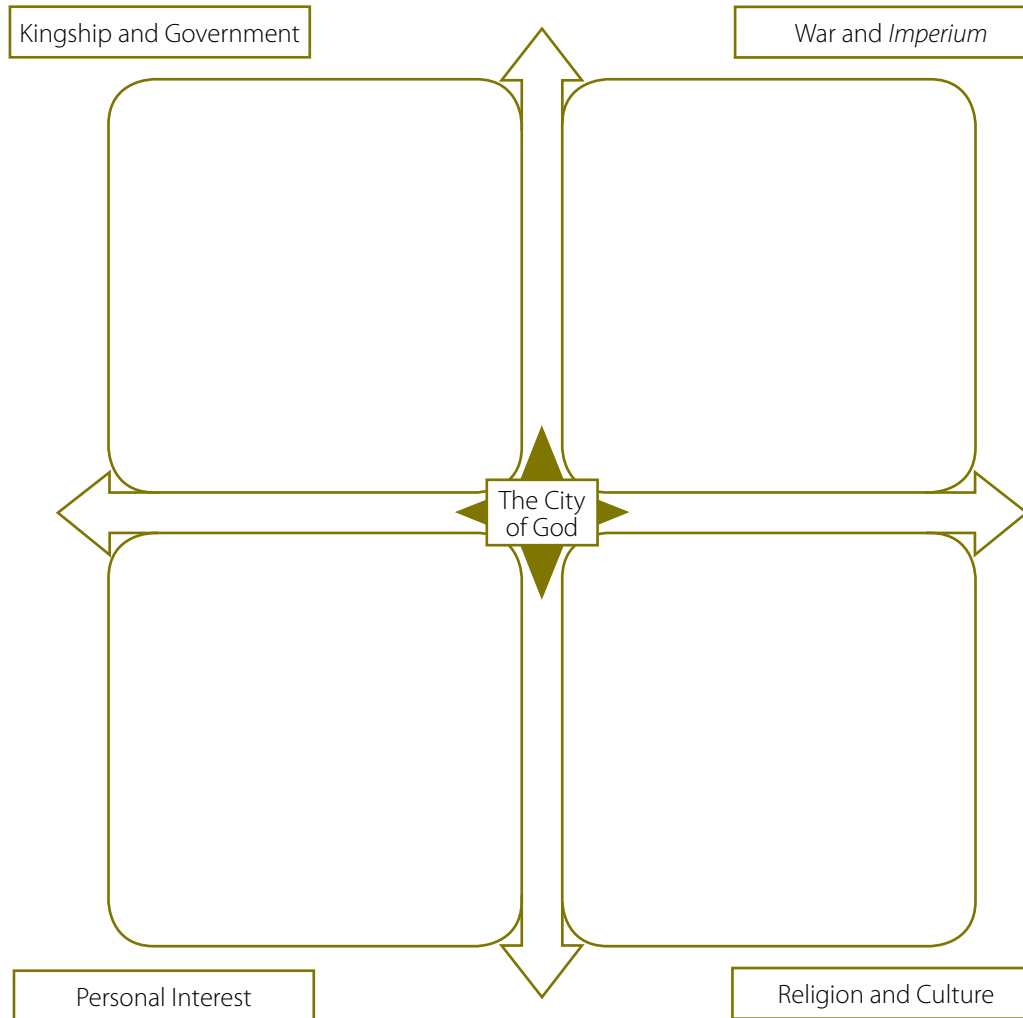 Kingship and Government
War and Imperium
The City
of God
Personal Interest
Religion and Culture